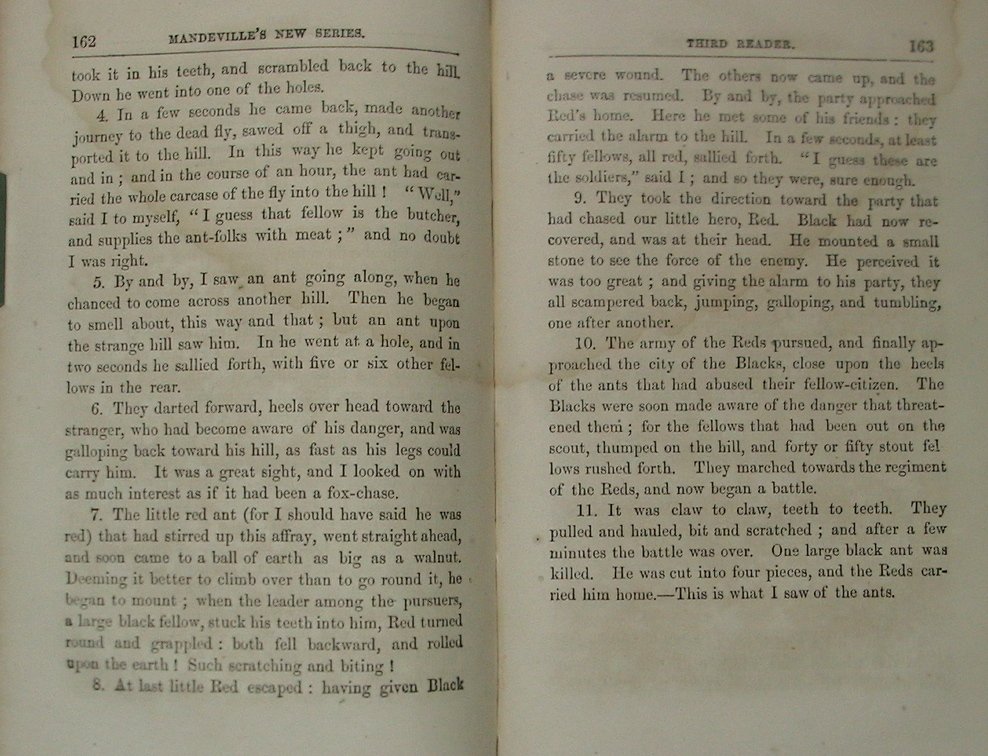 162 MANDEVILLE'S NEW SERIES.
took it in his teeth, and scrambled back to the hill.
Down he went into one of the holes.
4. In a few seconds he came back, made another
journey to the dead fly, sawed off a thigh, and trans-
ported it to the hill. In this way he kept going out
and in ; and in the course of an hour, the ant had car-
ried the whole carcase of the fly into the hill ! "Well,"
said I to myself, "I guess that fellow is the butcher,
and supplies the ant-folks with meat ;" and no doubt
I was right.
5. By and by, I saw an ant going along, when he
chanced to come across another hill. Then he began
to smell about, this way and that ; but an ant upon
the strange hill saw him. In he went at a hole, and in
two seconds he sallied forth, with five or six other fel-
lows in the rear.
6. They darted forward, heels over head toward the
stranger, who had become aware of his danger, and was
galloping back toward his hill, as fast as his legs could
carry him. It was a great sight, and I looked on with
as much interest as if it had been a fox-chase.
7. The little red ant (for I should have said he was
red) that had stirred up this affray, went straight ahead,
and soon came to a ball of earth as big as a walnut.
Deeming it better to climb over than to go round it, he
began to mount ; when the leader among the pursuers,
a large black fellow, stuck his teeth into him, Red turned
round and grappled : both fell backward, and rolled
upon the earth ! Such scratching and biting !
8. At last little Red escaped : having given Black
THIRD READER. 163
a severe wound. The others now came up, and the
chase was resumed. By and by, the party approached
Red's home. Here he met some of his friends : they
carried the alarm to the hill. In a few seconds, at least
fifty fellows, all red, sallied forth. "I guess these are
the soldiers," said I ; and so they were, sure enough.
9. They took the direction toward the party that
had chased our little hero, Red. Black had now re-
covered, and was at their head. He mounted a small
stone to see the force of the enemy. He perceived it
was too great ; and giving the alarm to his party, they
all scampered back, jumping, galloping, and tumbling,
one after another.
10. The army of the Reds pursued, and finally ap-
proached the city of the Blacks, close upon the heels
of the ants that had abused their fellow-citizen. The
Blacks were soon made aware of the danger that threat-
ened them ; for the fellows that had been out on the
scout, thumped on the hill, and forty or fifty stout fel
lows rushed forth. They marched towards the regiment
of the Reds, and now began a battle.
11. It was claw to claw, teeth to teeth. They
pulled and hauled, bit and scratched ; and after a few
minutes the battle was over. One large black ant was
killed. He was cut into four pieces, and the Reds car-
ried him home.—This is what I saw of the ants.